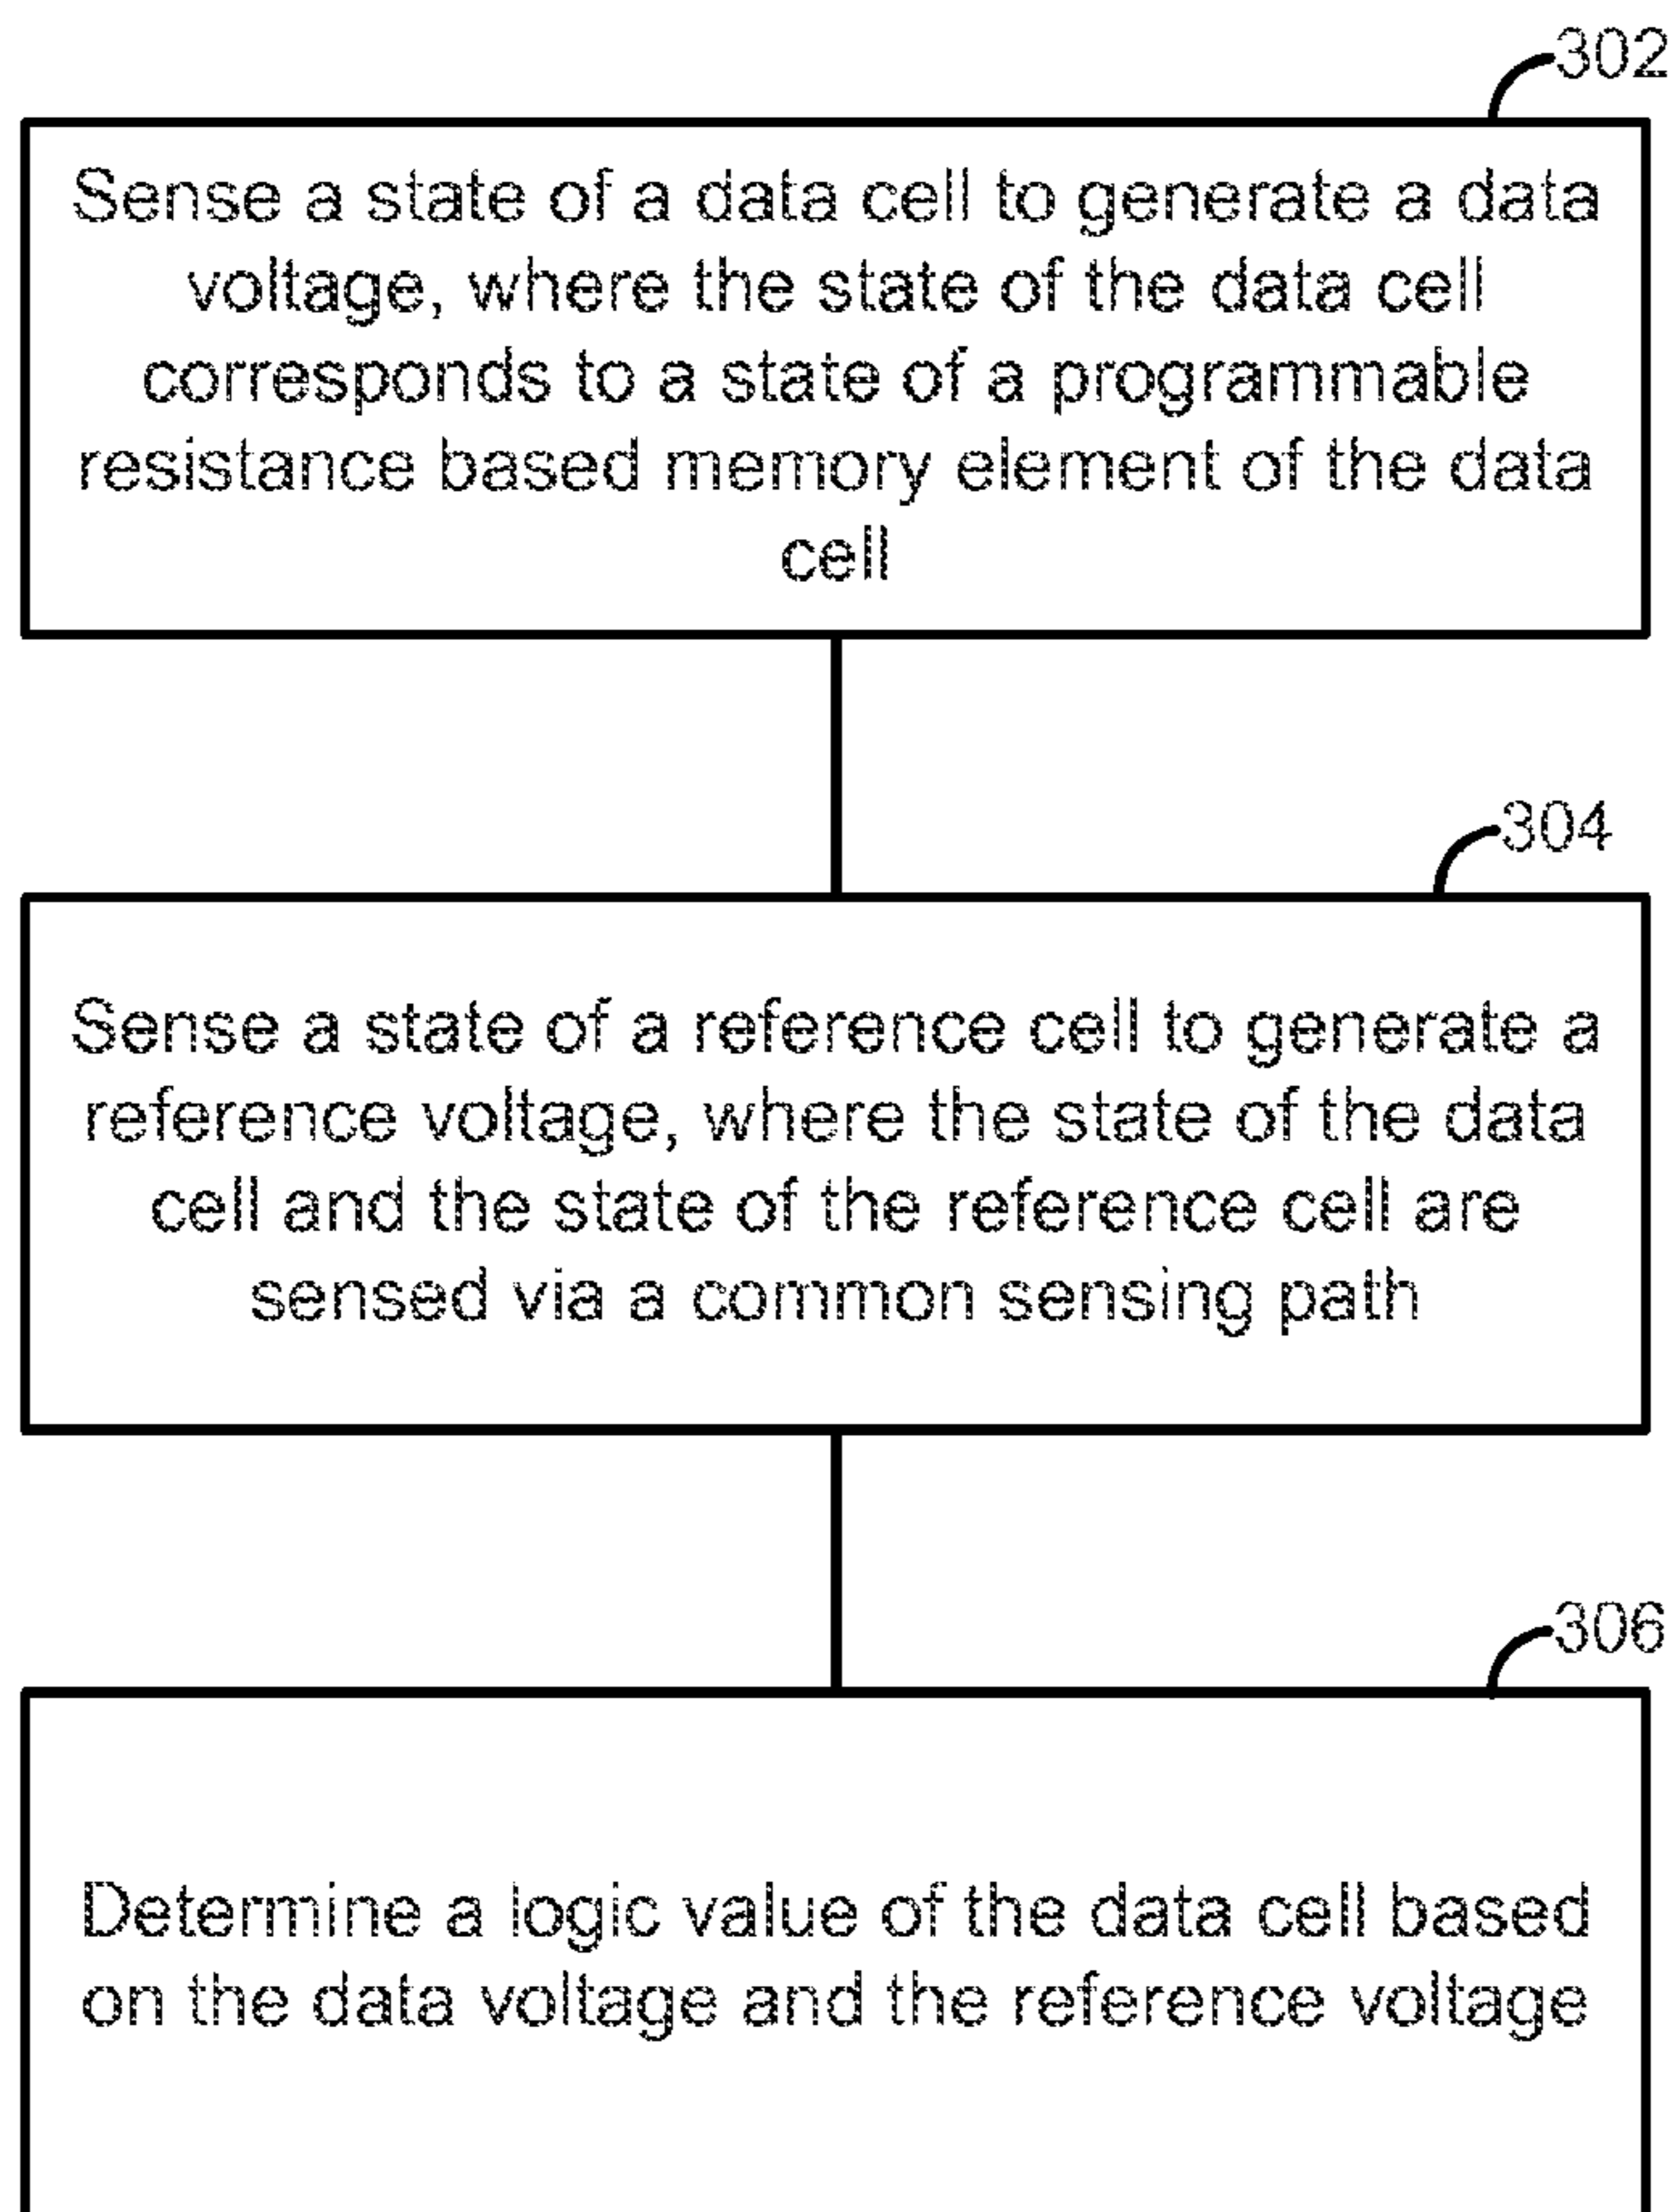 302
Sense a state of a data cell to generate a data
voltage, where the state of the data cell
corresponds to a state of a programmable
resistance based memory element of the data
cell
304
Sense a state of a reference cell to generate a
reference voltage, where the state of the data
cell and the state of the reference cell are
sensed via a common sensing path
306
Determine a logic value of the data cell based
on the data voltage and the reference voltage